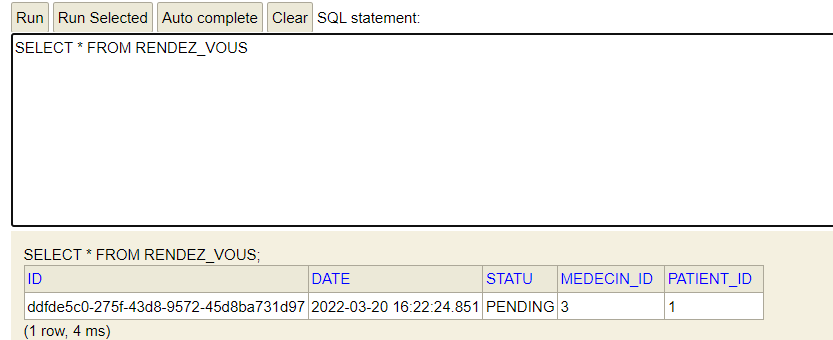 Run Run Selected Auto complete Clear SQL statement:
SELECT * FROM RENDEZ_VOUS
SELECT * FROM RENDEZ_VOUS;
ID DATE STATU MEDECIN_ID PATIENT_ID
ddfde5c0-275f-43d8-9572-45d8ba731d97 2022-03-20 16:22:24.851 PENDING 3 1
(1 row, 4 ms)